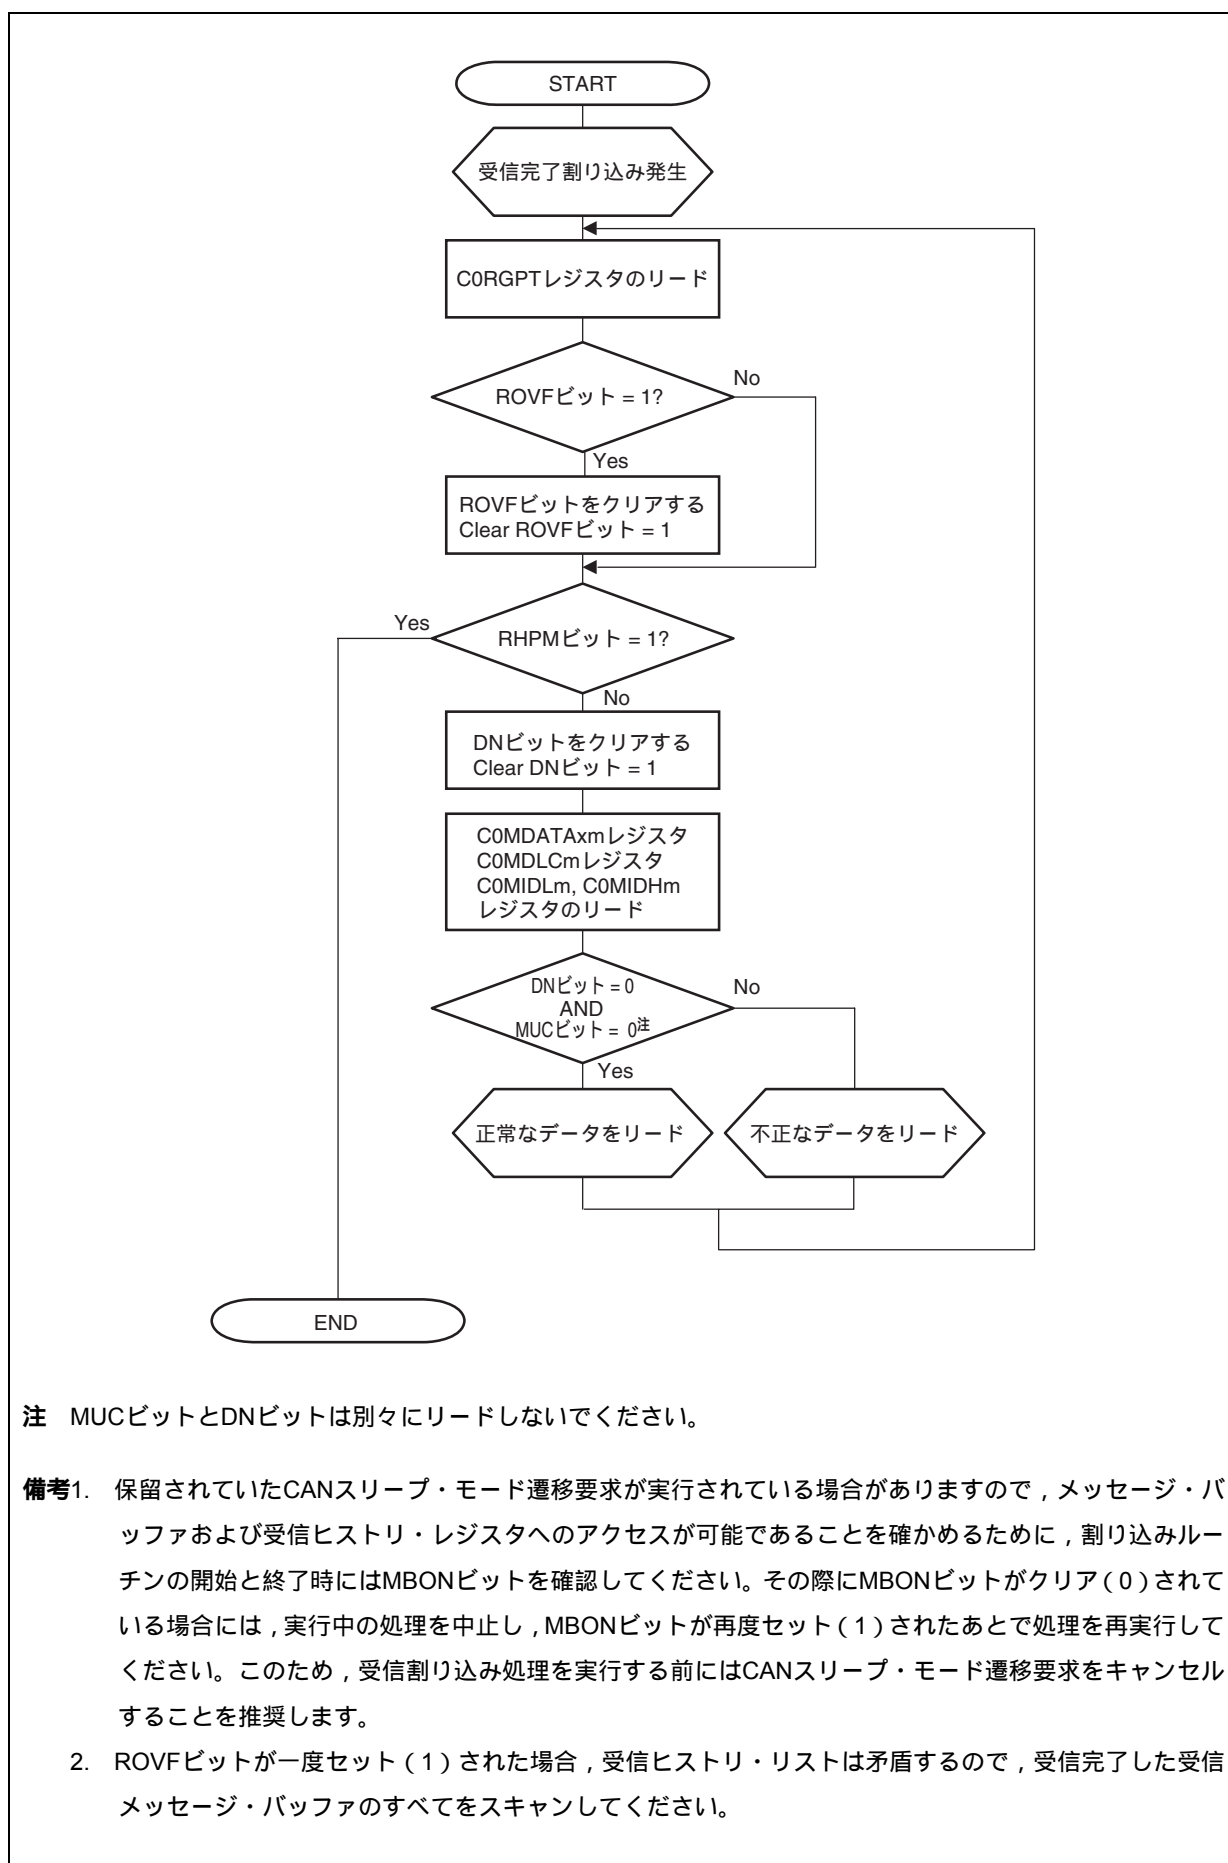 START
受信完了割り込み発生
C0RGPTレジスタのリード
ROVFビット = 1?
No
Yes
ROVFビットをクリアする
Clear ROVFビット = 1
Yes
RHPMビット = 1?
No
DNビットをクリアする
Clear DNビット = 1
C0MDATAxmレジスタ
C0MDLCmレジスタ
C0MIDLm, C0MIDHm
レジスタのリード
DNビット = 0
AND
MUCビット = 0注
No
Yes
正常なデータをリード
不正なデータをリード
END
注 MUCビットとDNビットは別々にリードしないでください。
備考1. 保留されていたCANスリープ・モード遷移要求が実行されている場合がありますので，メッセージ・バ
ッファおよび受信ヒストリ・レジスタへのアクセスが可能であることを確かめるために，割り込みルー
チンの開始と終了時にはMBONビットを確認してください。その際にMBONビットがクリア（0）されて
いる場合には，実行中の処理を中止し，MBONビットが再度セット（1）されたあとで処理を再実行して
ください。このため，受信割り込み処理を実行する前にはCANスリープ・モード遷移要求をキャンセル
することを推奨します。
2. ROVFビットが一度セット（1）された場合，受信ヒストリ・リストは矛盾するので，受信完了した受信
メッセージ・バッファのすべてをスキャンしてください。